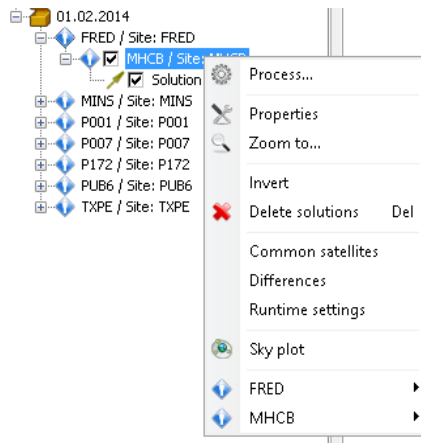 01.02.2014
FRED / Site: FRED
MHCB / Site: MHCB
Solution
MINS / Site: MINS
P001 / Site: P001
P007 / Site: P007
P172 / Site: P172
PUB6 / Site: PUB6
TXPE / Site: TXPE
Process...
Properties
Zoom to...
Invert
Delete solutions Del
Common satellites
Differences
Runtime settings
Sky plot
FRED
MHCB